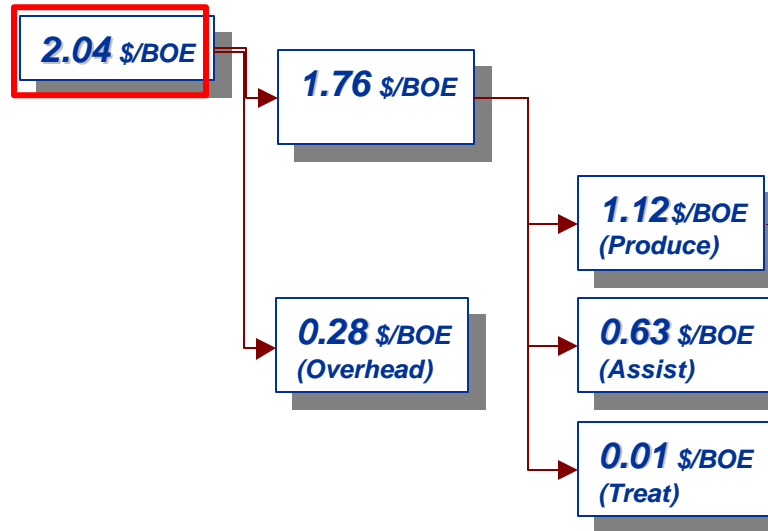 2.04 $/BOE
1.76 $/BOE
1.12$/BOE
(Produce)
0.28 $/BOE
(Overhead)
0.63 $/BOE
(Assist)
0.01 $/BOE
(Treat)